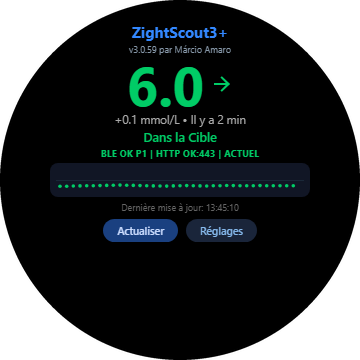 ZightScout3+
v3.0.59 par Márcio Amaro
6.0 →
+0.1 mmol/L • Il y a 2 min
Dans la Cible
BLE OK P1 | HTTP OK:443 | ACTUEL
Dernière mise à jour: 13:45:10
Actualiser Réglages